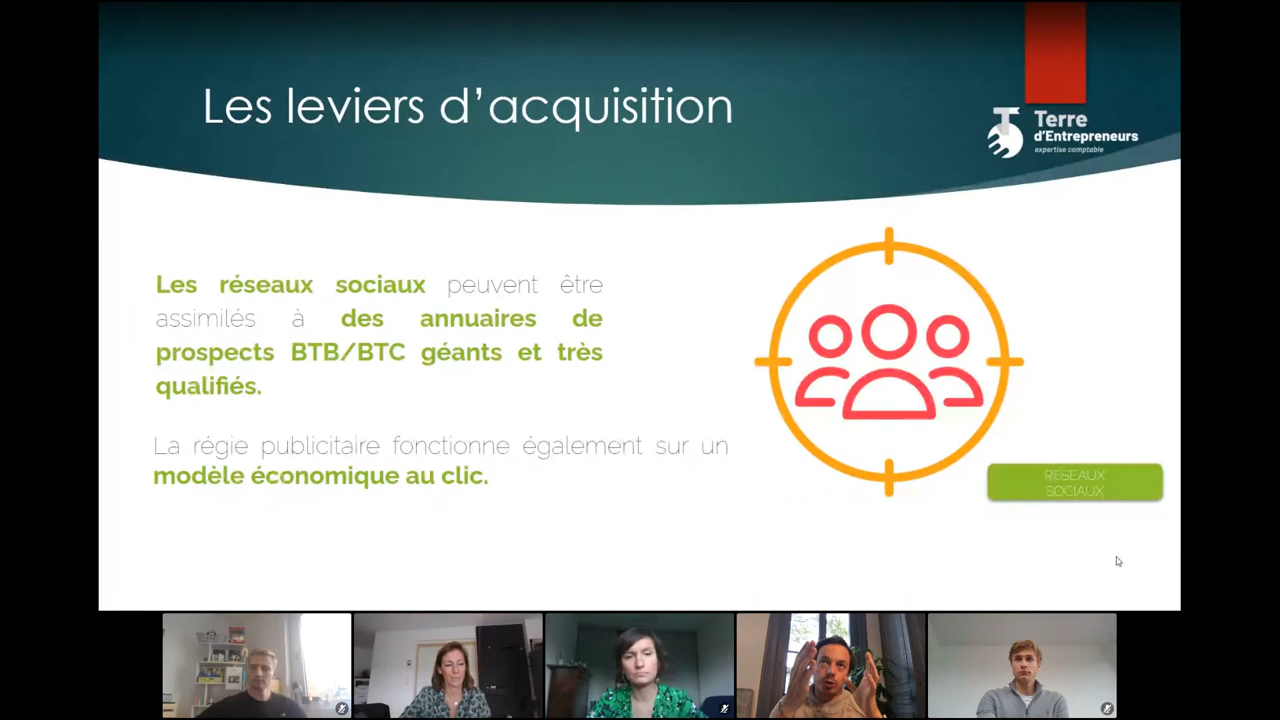 Les leviers d'acquisition
Terre
d'Entrepreneurs
expertise comptable
Les réseaux sociaux peuvent être
assimilés à des annuaires de
prospects BTB/BTC géants et très
qualifiés.
La régie publicitaire fonctionne également sur un
modèle économique au clic.
RESEAUX
SOCIAUX